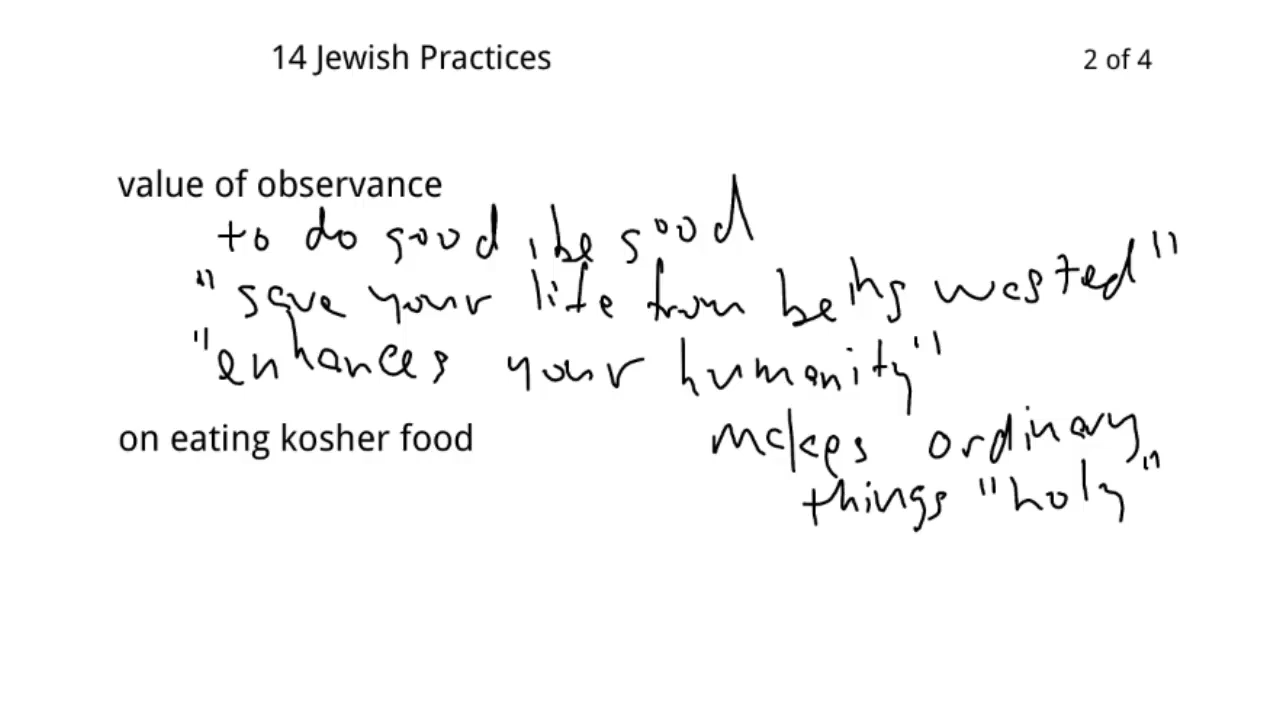 14 Jewish Practices 2 of 4
value of observance
to do good, be good
"save your life from being wasted"
"enhances your humanity"
on eating kosher food
makes ordinary
things "holy"